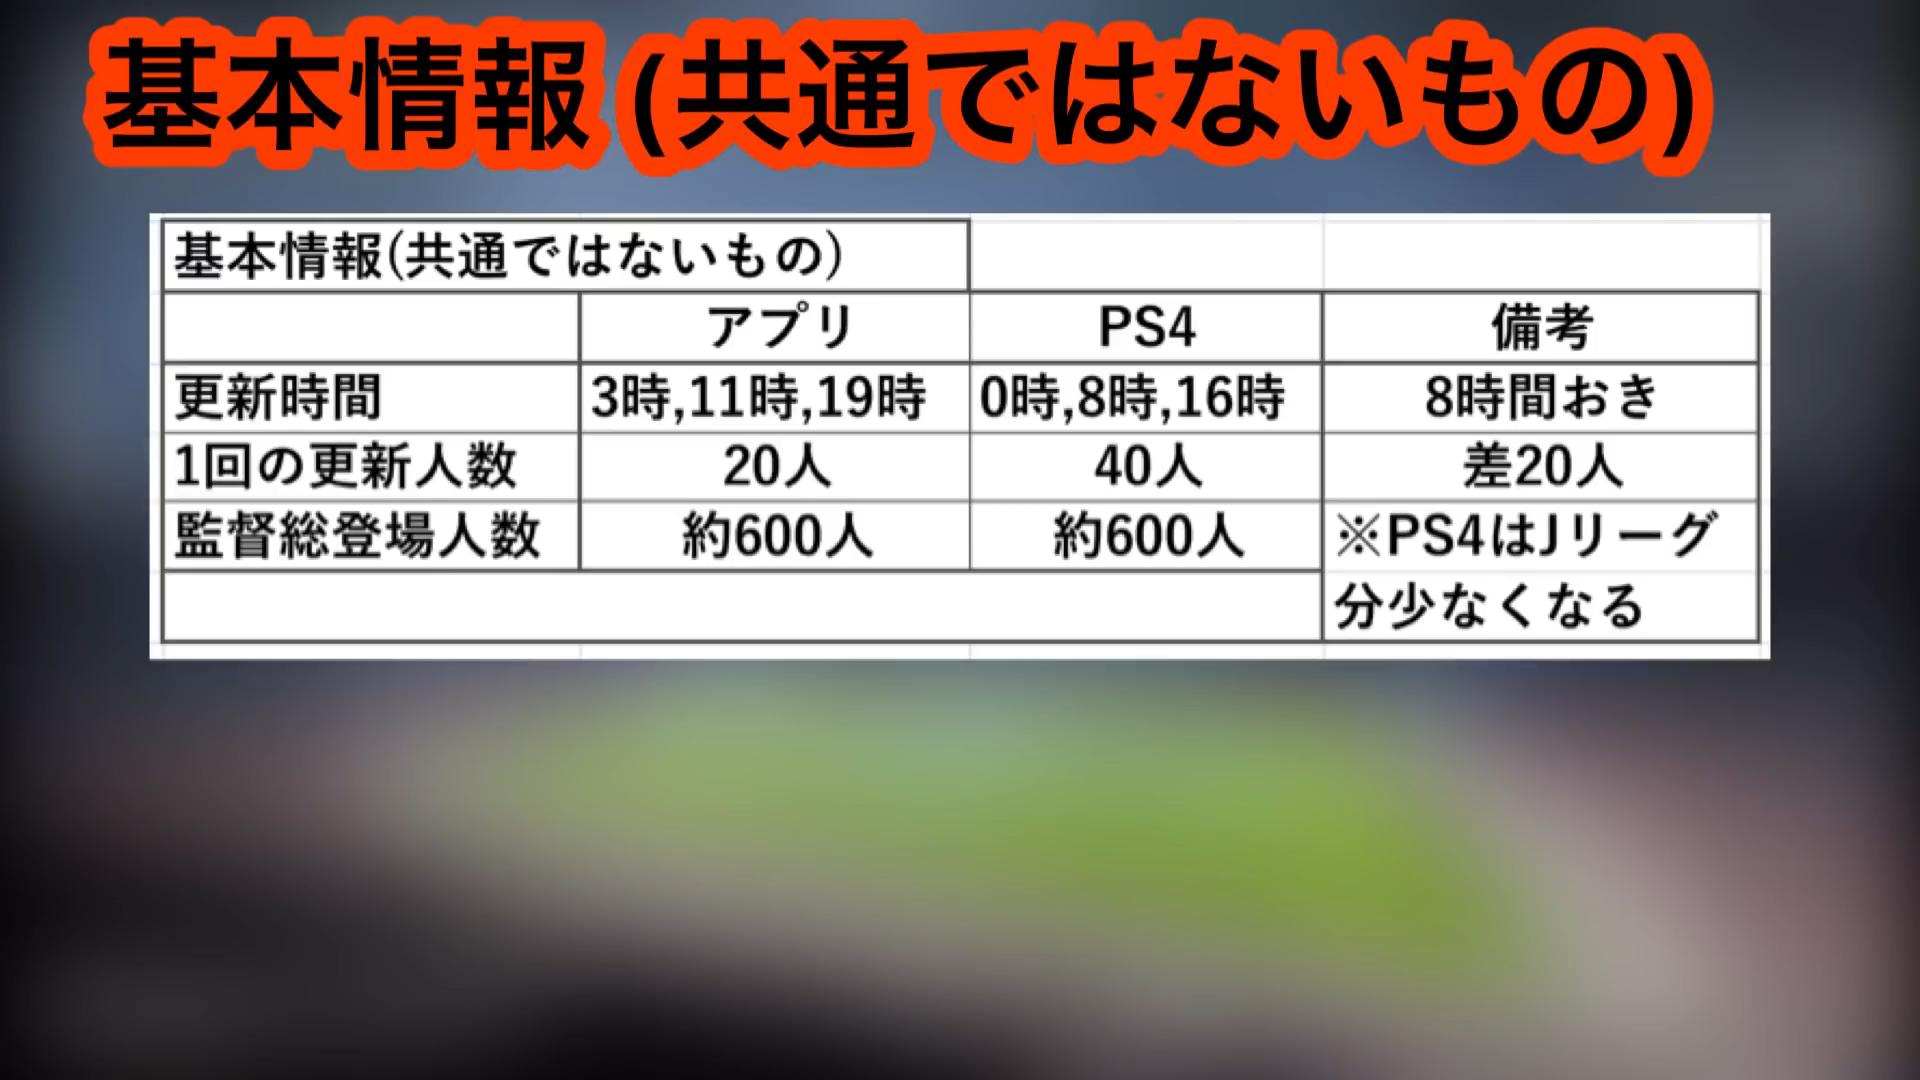 基本情報 (共通ではないもの)
基本情報(共通ではないもの)
アプリ PS4 備考
更新時間 3時,11時,19時 0時,8時,16時 8時間おき
1回の更新人数 20人 40人 差20人
監督総登場人数 約600人 約600人 ※PS4はJリーグ
分少なくなる